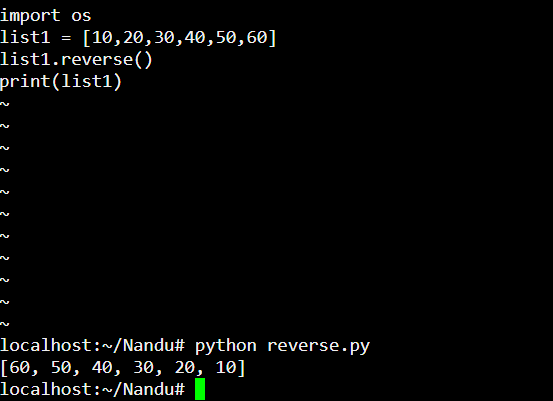 import os
list1 = [10,20,30,40,50,60]
list1.reverse()
print(list1)
~
~
~
~
~
~
~
~
~
~
~
localhost:~/Nandu# python reverse.py
[60, 50, 40, 30, 20, 10]
localhost:~/Nandu#